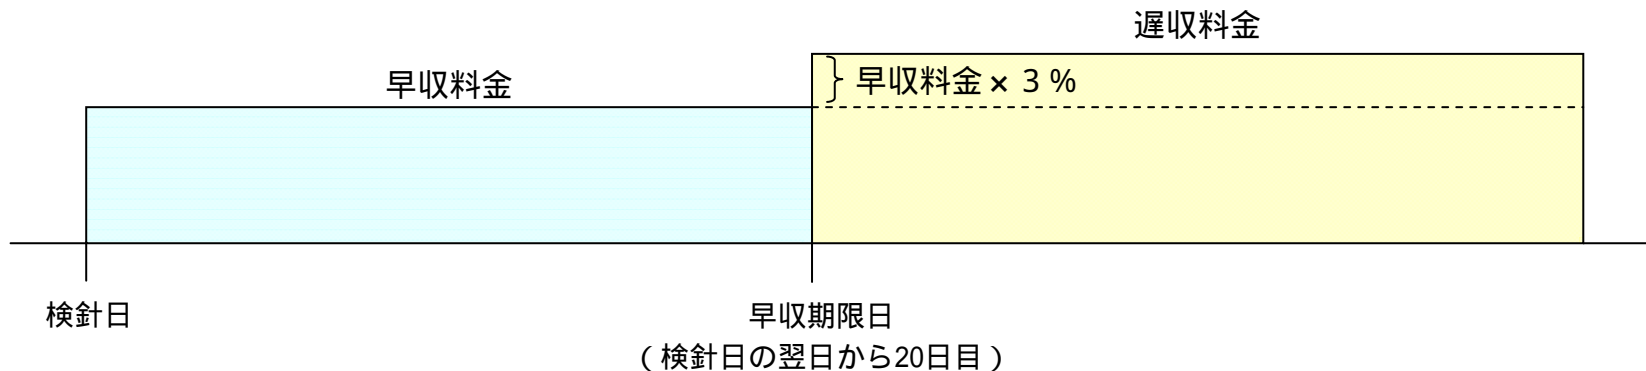 遅収料金
早収料金
早収料金 × 3 %
検針日
早収期限日
(検針日の翌日から20日目)